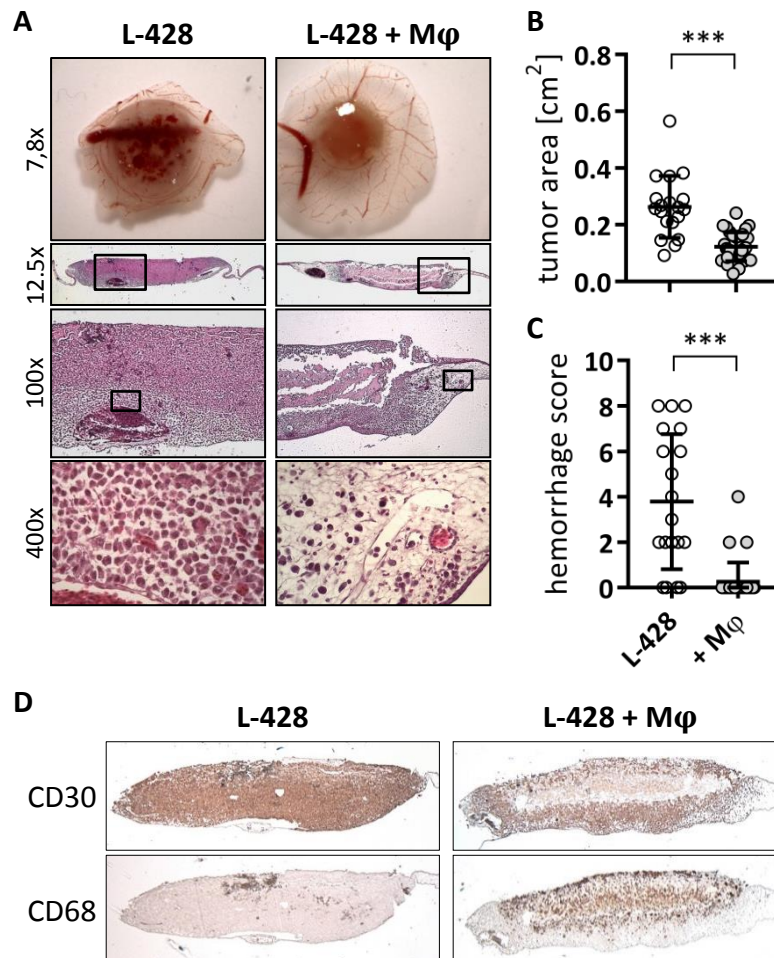 A
L-428
L-428 + Mφ
7,8x
12.5x
100x
400x
B
***
tumor area [cm²]
0.8
0.6
0.4
0.2
0.0
C
***
hemorrhage score
10
8
6
4
2
0
L-428
+ Mφ
D
L-428
L-428 + Mφ
CD30
CD68